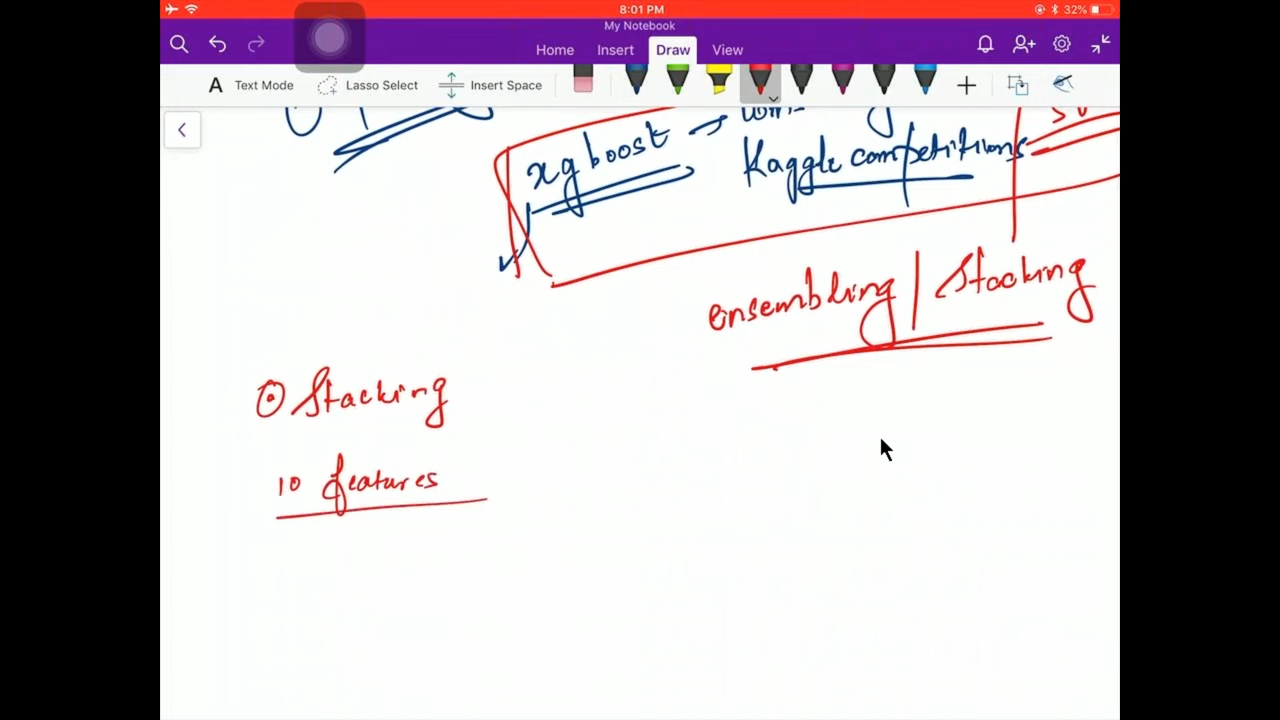 8:01 PM
32%
My Notebook
Home Insert Draw View
Text Mode Lasso Select Insert Space
xgboost →
Kaggle competitions
ensembling | Stacking
Stacking
10 features